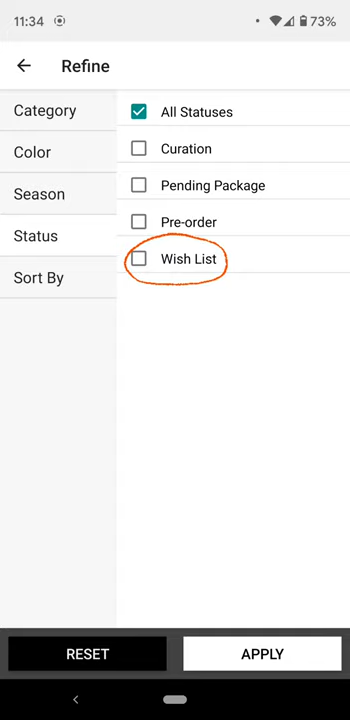 11:34
73%
Refine
Category
Color
Season
Status
Sort By
All Statuses
Curation
Pending Package
Pre-order
Wish List
RESET
APPLY